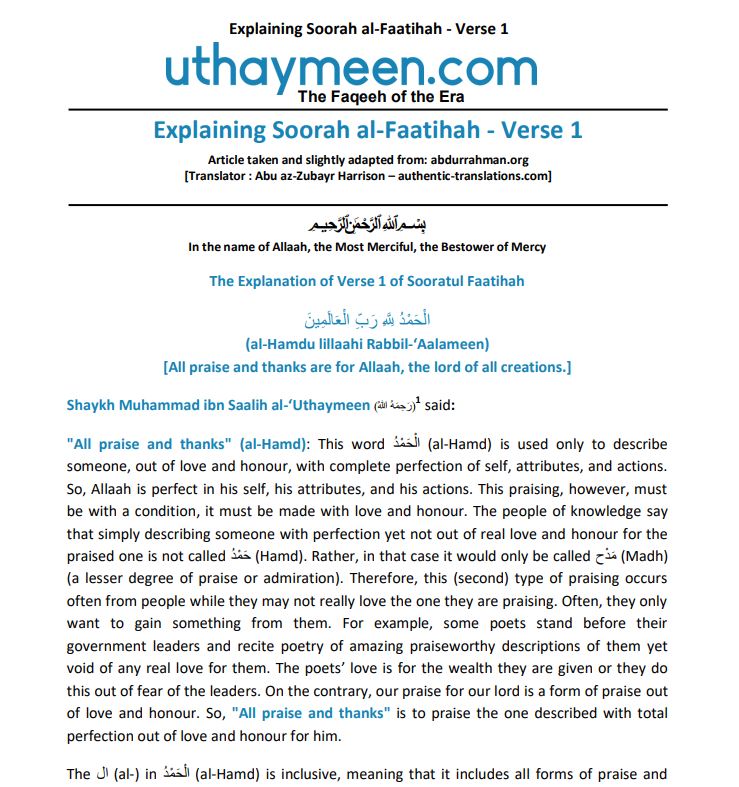 Explaining Soorah al-Faatihah - Verse 1
uthaymeen.com
The Faqeeh of the Era
Explaining Soorah al-Faatihah - Verse 1
Article taken and slightly adapted from: abdurrahman.org
[Translator : Abu az-Zubayr Harrison – authentic-translations.com]
بِسْمِ ٱللَّهِ ٱلرَّحْمَٰنِ ٱلرَّحِيمِ
In the name of Allaah, the Most Merciful, the Bestower of Mercy
The Explanation of Verse 1 of Sooratul Faatihah
الْحَمْدُ لِلَّهِ رَبِّ الْعَالَمِينَ
(al-Hamdu lillaahi Rabbil-‘Aalameen)
[All praise and thanks are for Allaah, the lord of all creations.]
Shaykh Muhammad ibn Saalih al-‘Uthaymeen (رَحِمَهُ اللهُ)¹ said:
"All praise and thanks" (al-Hamd): This word الْحَمْدُ (al-Hamd) is used only to describe
someone, out of love and honour, with complete perfection of self, attributes, and actions.
So, Allaah is perfect in his self, his attributes, and his actions. This praising, however, must
be with a condition, it must be made with love and honour. The people of knowledge say
that simply describing someone with perfection yet not out of real love and honour for the
praised one is not called حَمْدُ (Hamd). Rather, in that case it would only be called مَدْح (Madh)
(a lesser degree of praise or admiration). Therefore, this (second) type of praising occurs
often from people while they may not really love the one they are praising. Often, they only
want to gain something from them. For example, some poets stand before their
government leaders and recite poetry of amazing praiseworthy descriptions of them yet
void of any real love for them. The poets’ love is for the wealth they are given or they do
this out of fear of the leaders. On the contrary, our praise for our lord is a form of praise out
of love and honour. So, "All praise and thanks" is to praise the one described with total
perfection out of love and honour for him.
The ال (al-) in الْحَمْدُ (al-Hamd) is inclusive, meaning that it includes all forms of praise and